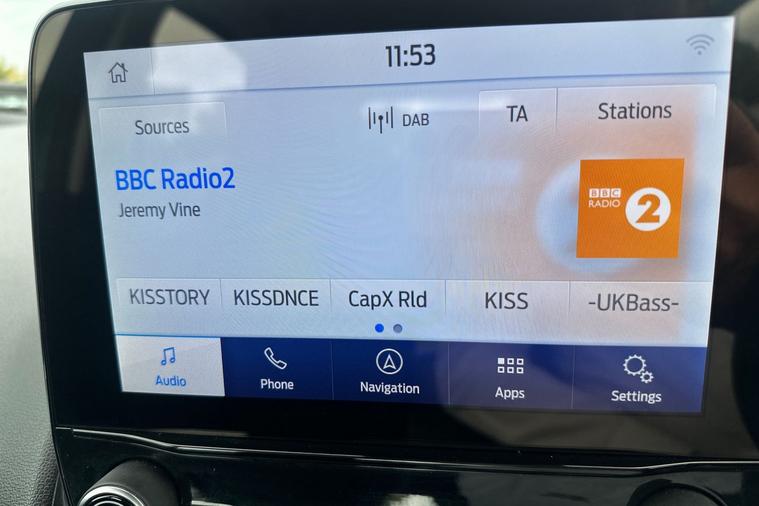 11:53
Sources
DAB
TA
Stations
BBC Radio2
Jeremy Vine
BBC
RADIO 2
KISSTORY KISSDNCE CapX Rld KISS -UKBass-
Audio Phone Navigation Apps Settings